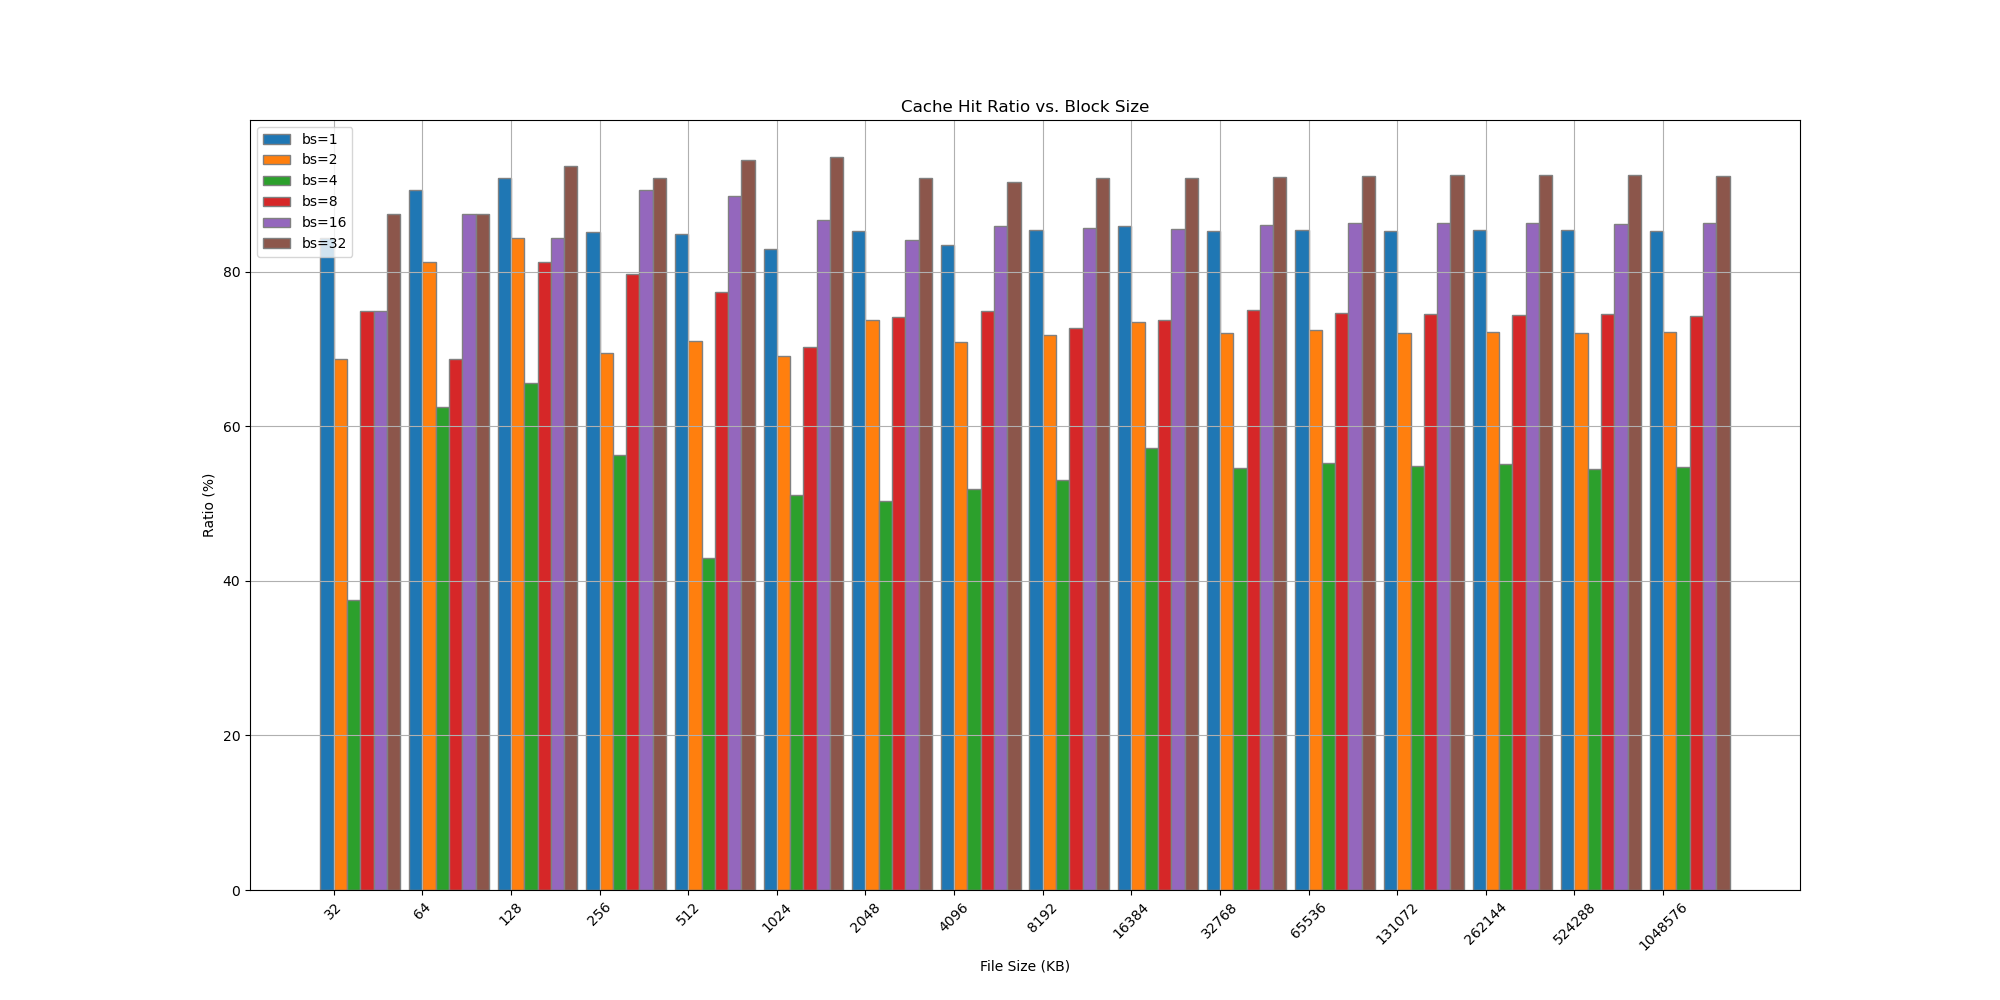 Cache Hit Ratio vs. Block Size
bs=1
bs=2
bs=4
bs=8
bs=16
bs=32
80
60
40
20
0
Ratio (%)
32
64
128
256
512
1024
2048
4096
8192
16384
32768
65536
131072
262144
524288
1048576
File Size (KB)